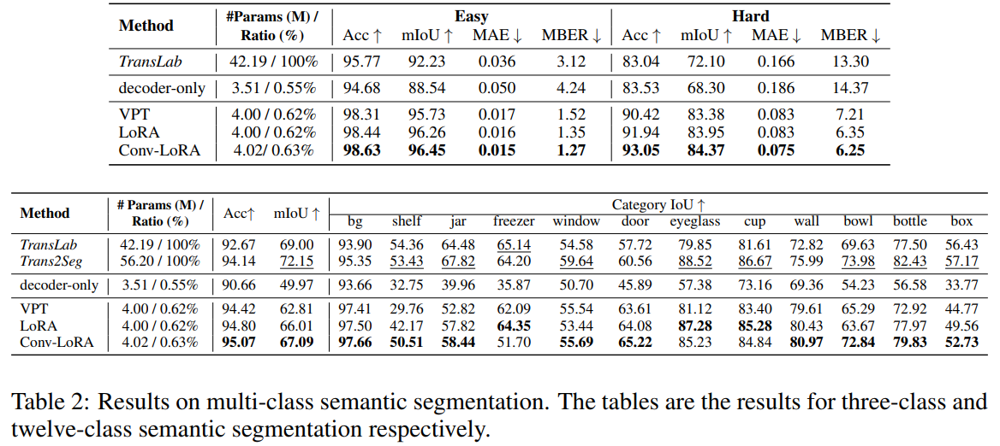 Method #Params (M) / Ratio (%) Easy Hard
Acc ↑ mIoU ↑ MAE ↓ MBER ↓ Acc ↑ mIoU ↑ MAE ↓ MBER ↓
TransLab 42.19 / 100% 95.77 92.23 0.036 3.12 83.04 72.10 0.166 13.30
decoder-only 3.51 / 0.55% 94.68 88.54 0.050 4.24 83.53 68.30 0.186 14.37
VPT 4.00 / 0.62% 98.31 95.73 0.017 1.52 90.42 83.38 0.083 7.21
LoRA 4.00 / 0.62% 98.44 96.26 0.016 1.35 91.94 83.95 0.083 6.35
Conv-LoRA 4.02/ 0.63% 98.63 96.45 0.015 1.27 93.05 84.37 0.075 6.25
Method # Params (M) / Ratio (%) Acc↑ mIoU ↑ Category IoU ↑
bg shelf jar freezer window door eyeglass cup wall bowl bottle box
TransLab 42.19 / 100% 92.67 69.00 93.90 54.36 64.48 65.14 54.58 57.72 79.85 81.61 72.82 69.63 77.50 56.43
Trans2Seg 56.20 / 100% 94.14 72.15 95.35 53.43 67.82 64.20 59.64 60.56 88.52 86.67 75.99 73.98 82.43 57.17
decoder-only 3.51 / 0.55% 90.66 49.97 93.66 32.75 39.96 35.87 50.70 45.89 57.38 73.16 69.36 54.23 56.58 33.77
VPT 4.00 / 0.62% 94.42 62.81 97.41 29.76 52.82 62.09 55.54 63.61 81.12 83.40 79.61 65.29 72.92 44.77
LoRA 4.00 / 0.62% 94.80 66.01 97.50 42.17 57.82 64.35 53.44 64.08 87.28 85.28 80.43 63.67 77.97 49.56
Conv-LoRA 4.02 / 0.63% 95.07 67.09 97.66 50.51 58.44 51.70 55.69 65.22 85.23 84.84 80.97 72.84 79.83 52.73
Table 2: Results on multi-class semantic segmentation. The tables are the results for three-class and
twelve-class semantic segmentation respectively.